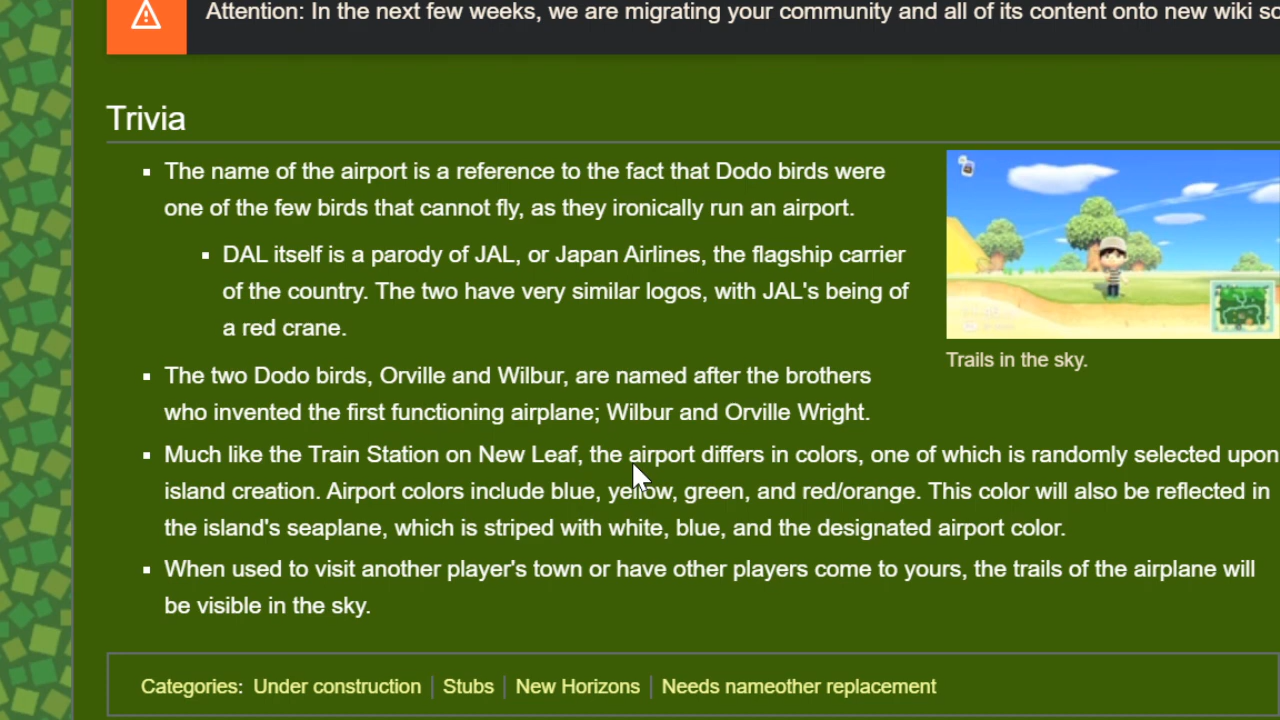 Attention: In the next few weeks, we are migrating your community and all of its content onto new wiki so
Trivia
The name of the airport is a reference to the fact that Dodo birds were
one of the few birds that cannot fly, as they ironically run an airport.
DAL itself is a parody of JAL, or Japan Airlines, the flagship carrier
of the country. The two have very similar logos, with JAL's being of
a red crane.
Trails in the sky.
The two Dodo birds, Orville and Wilbur, are named after the brothers
who invented the first functioning airplane; Wilbur and Orville Wright.
Much like the Train Station on New Leaf, the airport differs in colors, one of which is randomly selected upon
island creation. Airport colors include blue, yellow, green, and red/orange. This color will also be reflected in
the island's seaplane, which is striped with white, blue, and the designated airport color.
When used to visit another player's town or have other players come to yours, the trails of the airplane will
be visible in the sky.
Categories: Under construction | Stubs | New Horizons | Needs nameother replacement